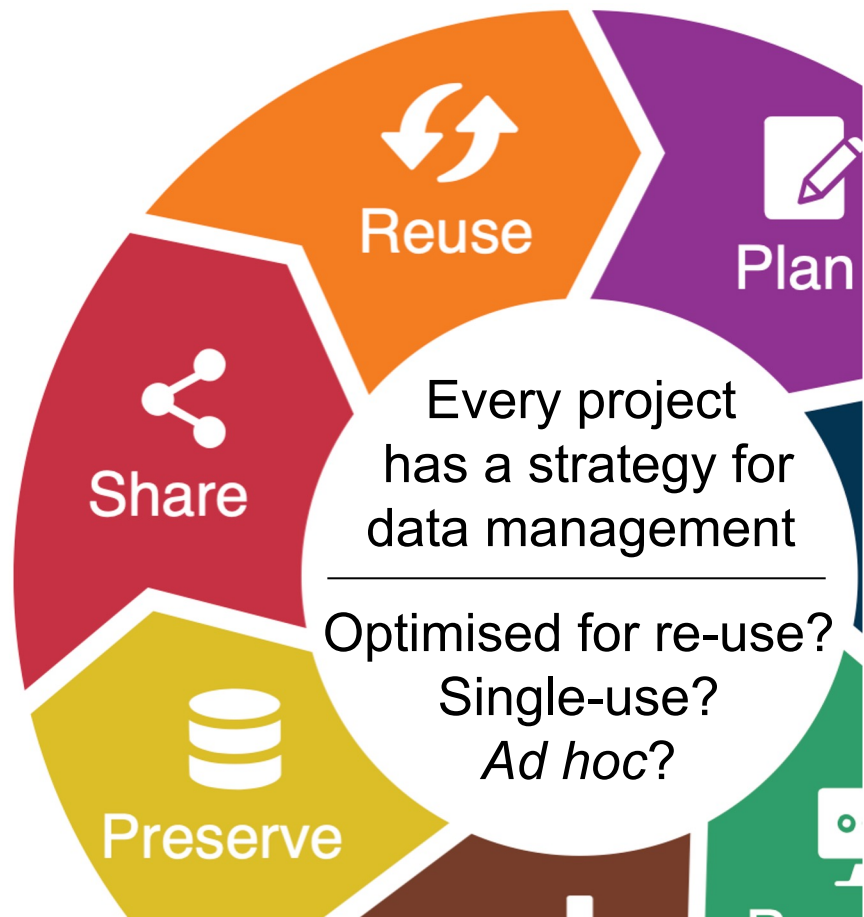 Reuse
Plan
Share
Every project
has a strategy for
data management
Optimised for re-use?
Single-use?
Ad hoc?
Preserve